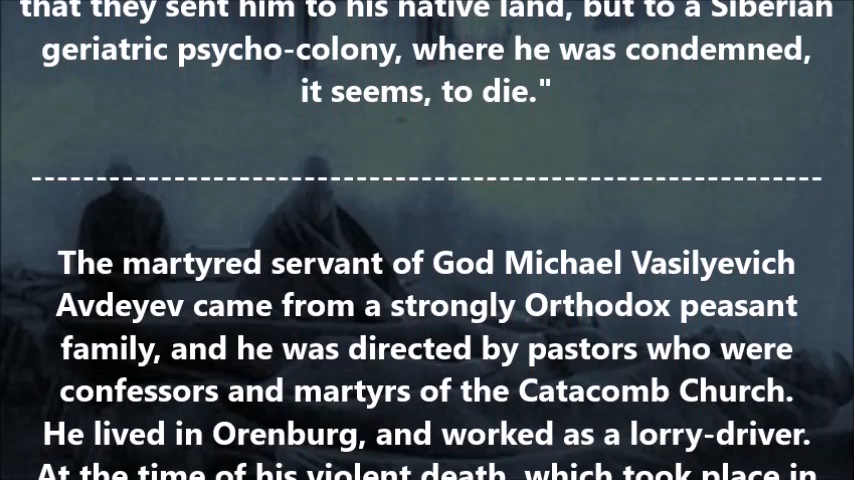 that they sent him to his native land, but to a Siberian
geriatric psycho-colony, where he was condemned,
it seems, to die."
---------------------------------------------------------------
The martyred servant of God Michael Vasilyevich
Avdeyev came from a strongly Orthodox peasant
family, and he was directed by pastors who were
confessors and martyrs of the Catacomb Church.
He lived in Orenburg, and worked as a lorry-driver.
At the time of his violent death, which took place in